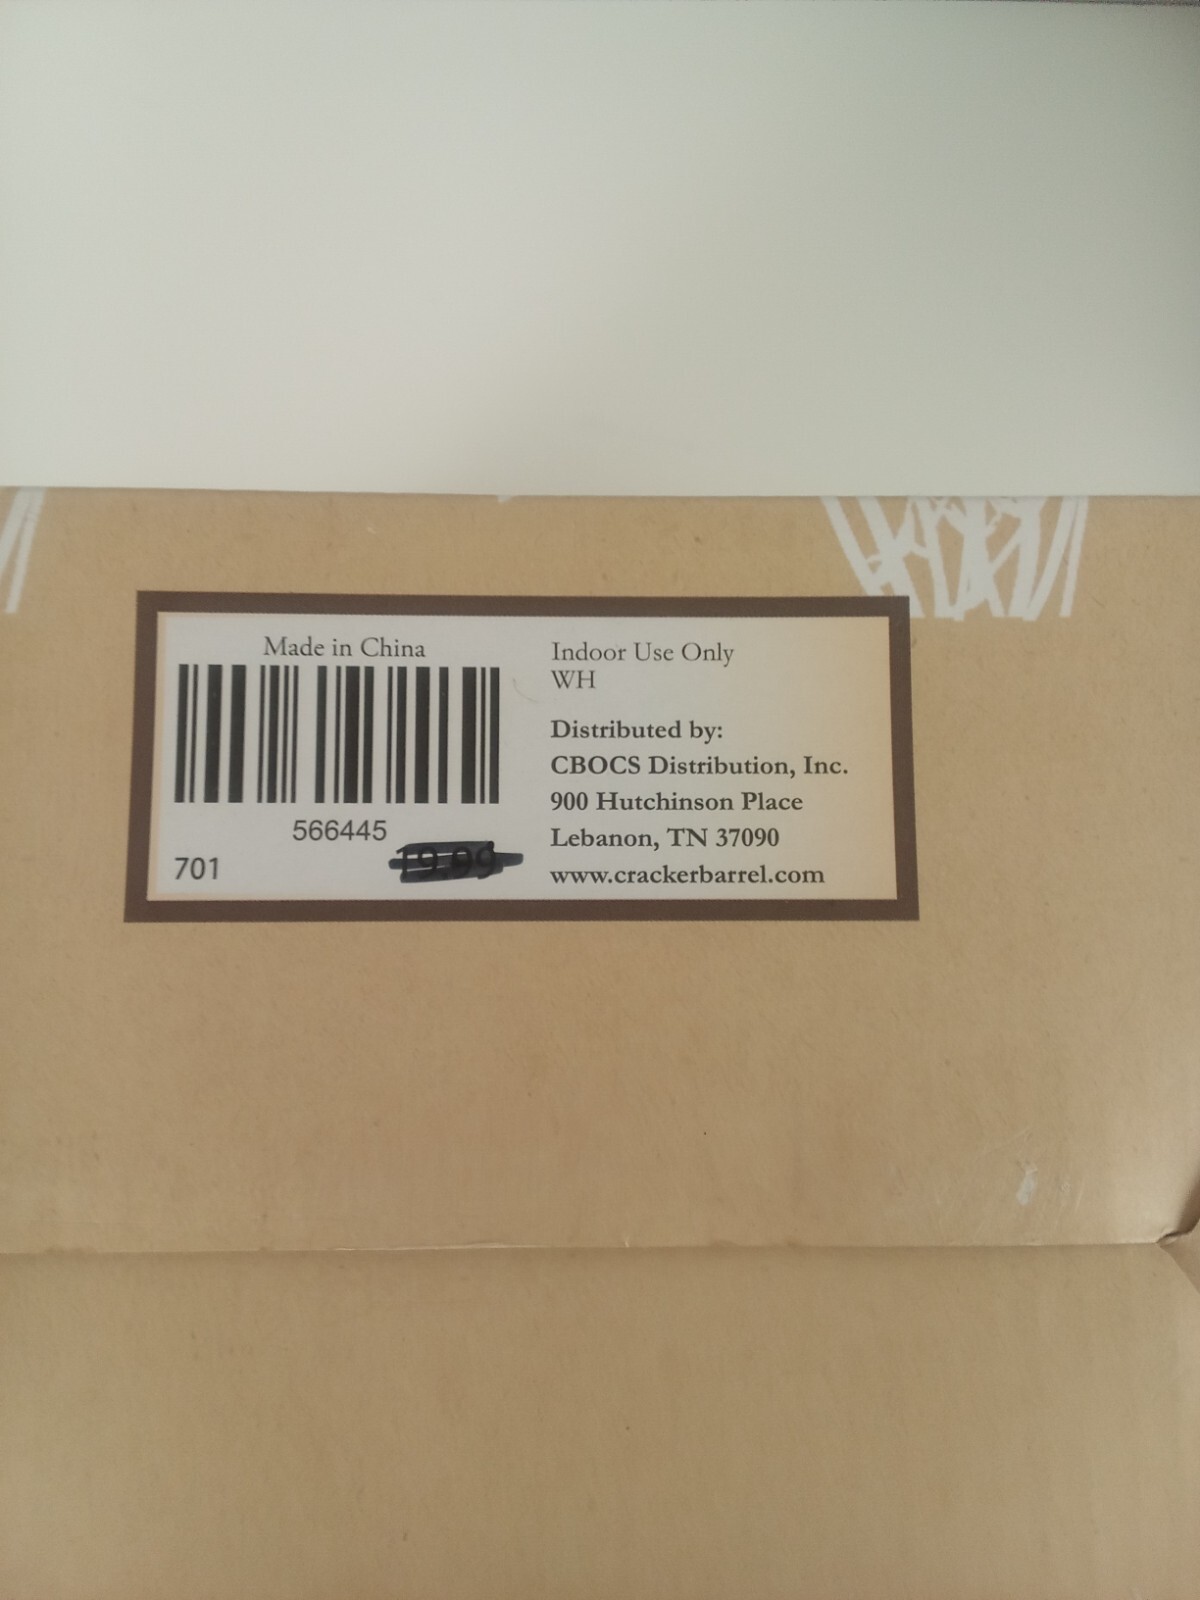 Made in China
566445
701
19.99
Indoor Use Only
WH
Distributed by:
CBOCS Distribution, Inc.
900 Hutchinson Place
Lebanon, TN 37090
www.crackerbarrel.com